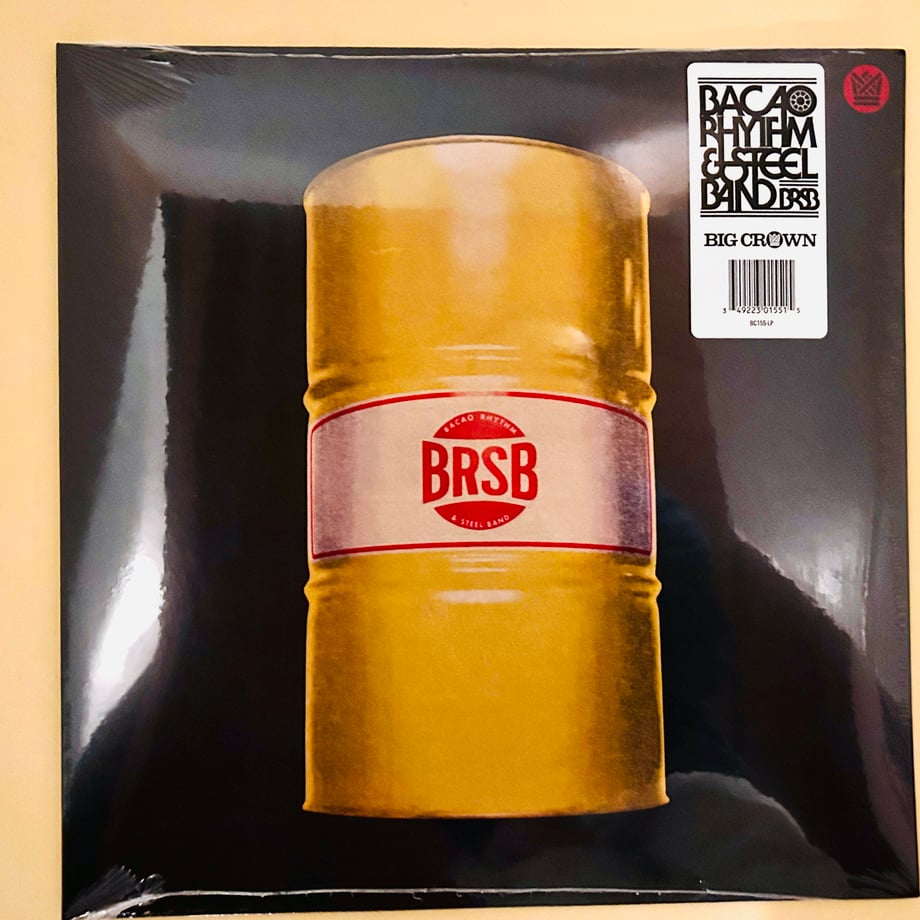 BACAO
RHYTHM
& STEEL
BAND BRSB
BIG CROWN
3 49223 01551 5
BC155-LP
BACAO RHYTHM
BRSB
& STEEL BAND